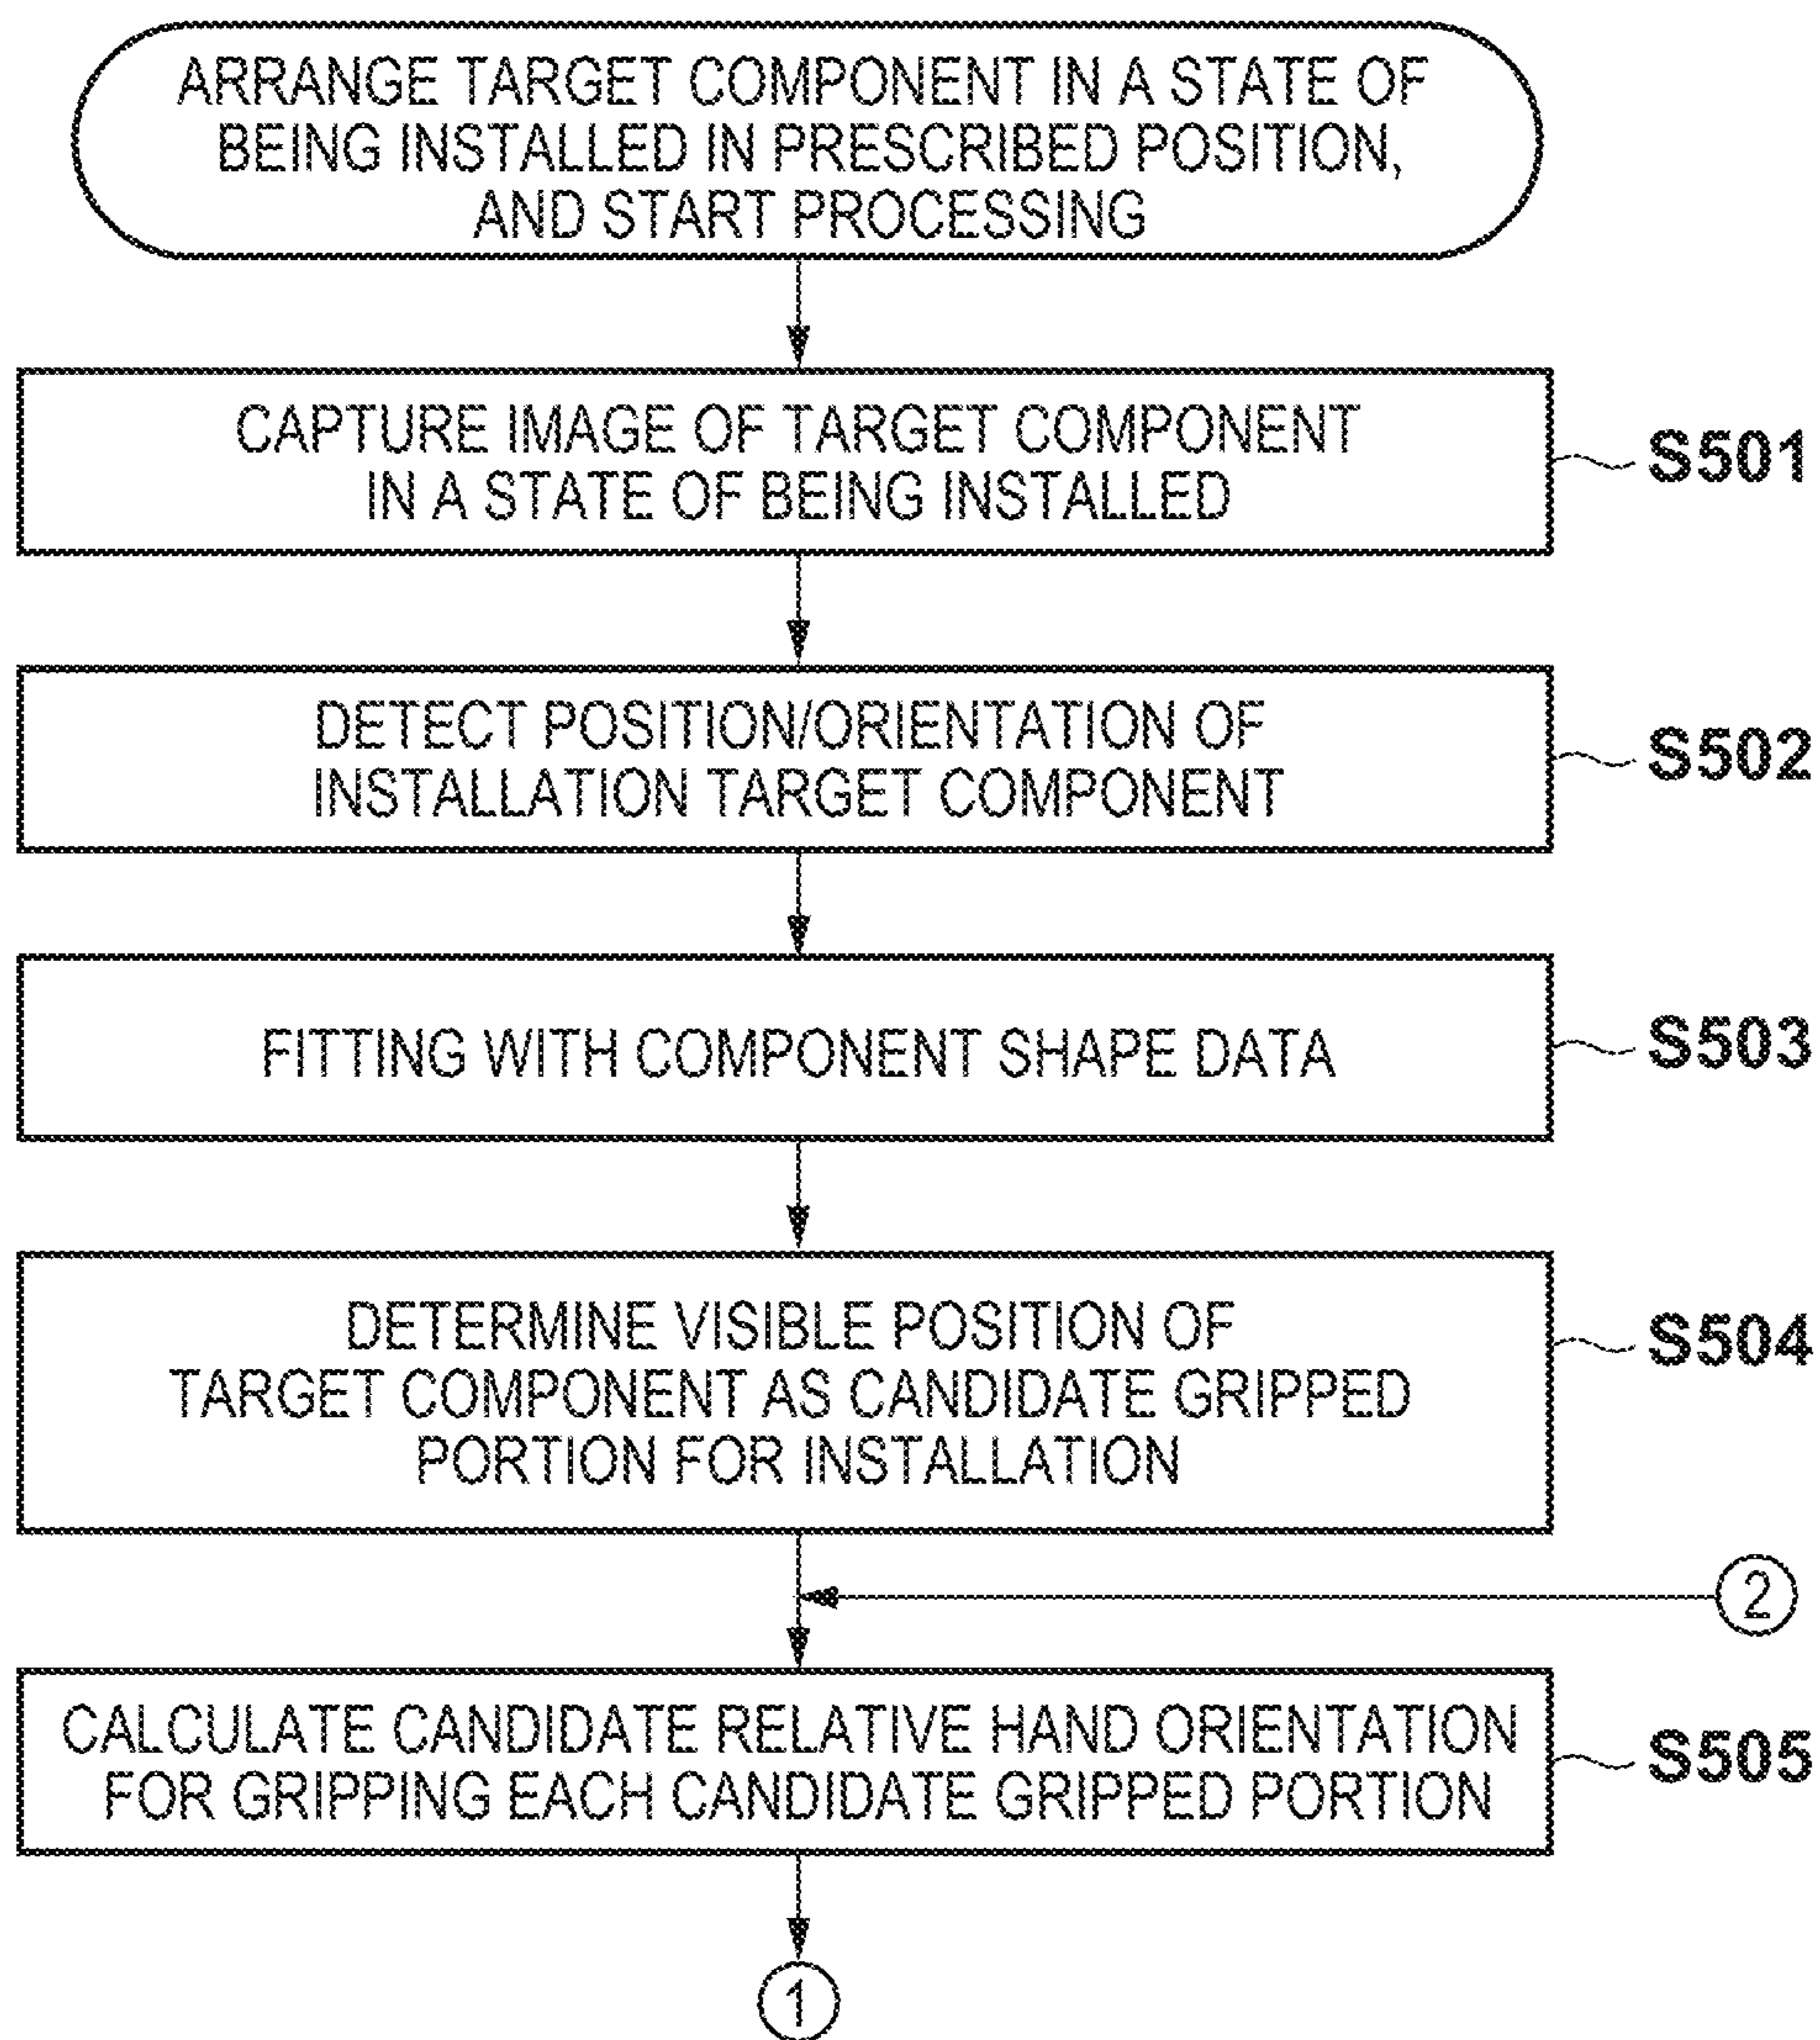 ARRANGE TARGET COMPONENT IN A STATE OF
BEING INSTALLED IN PRESCRIBED POSITION,
AND START PROCESSING
CAPTURE IMAGE OF TARGET COMPONENT
IN A STATE OF BEING INSTALLED
S501
DETECT POSITION/ORIENTATION OF
INSTALLATION TARGET COMPONENT
S502
FITTING WITH COMPONENT SHAPE DATA
S503
DETERMINE VISIBLE POSITION OF
TARGET COMPONENT AS CANDIDATE GRIPPED
PORTION FOR INSTALLATION
S504
2
CALCULATE CANDIDATE RELATIVE HAND ORIENTATION
FOR GRIPPING EACH CANDIDATE GRIPPED PORTION
S505
1